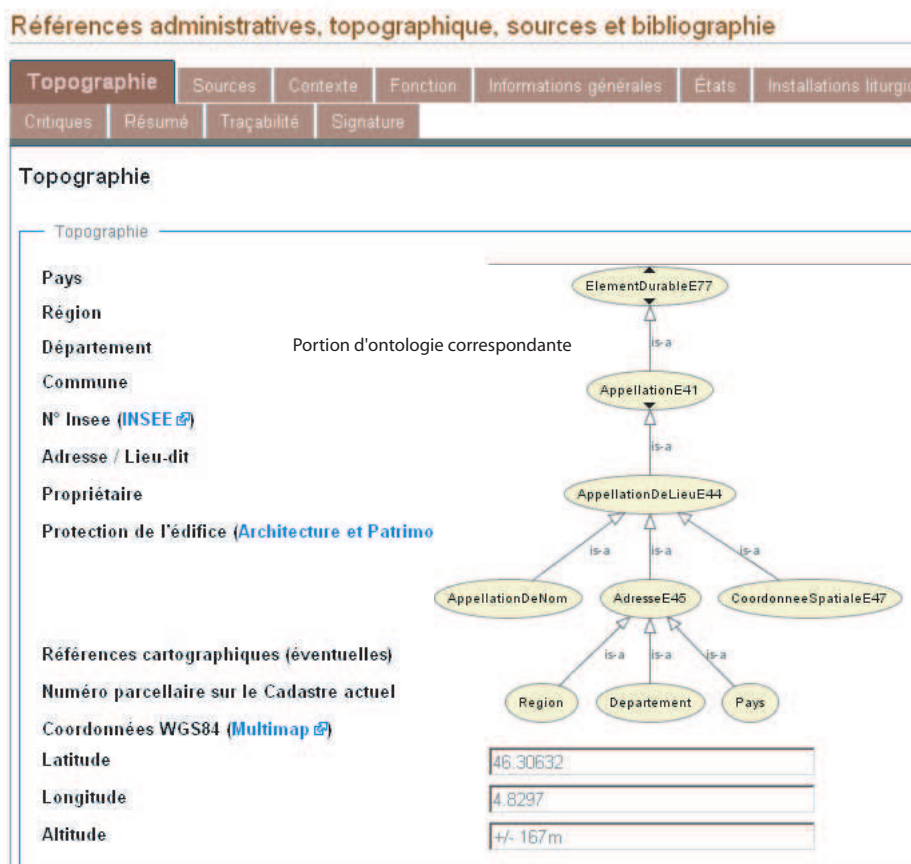 Références administratives, topographique, sources et bibliographie
Topographie Sources Contexte Fonction Informations générales États Installations liturgi
Critiques Résumé Traçabilité Signature
Topographie
Topographie
Pays
Région
Département
Commune
N° Insee (INSEE)
Adresse / Lieu-dit
Propriétaire
Protection de l'édifice (Architecture et Patrimo
Références cartographiques (éventuelles)
Numéro parcellaire sur le Cadastre actuel
Coordonnées WGS84 (Multimap)
Latitude
46.30632
Longitude
4.8297
Altitude
+/- 167m
Portion d'ontologie correspondante
ElementDurableE77
is-a
AppellationE41
is-a
AppellationDeLieuE44
is-a is-a is-a
AppellationDeNom AdresseE45 CoordonneeSpatialeE47
is-a is-a is-a
Region Departement Pays